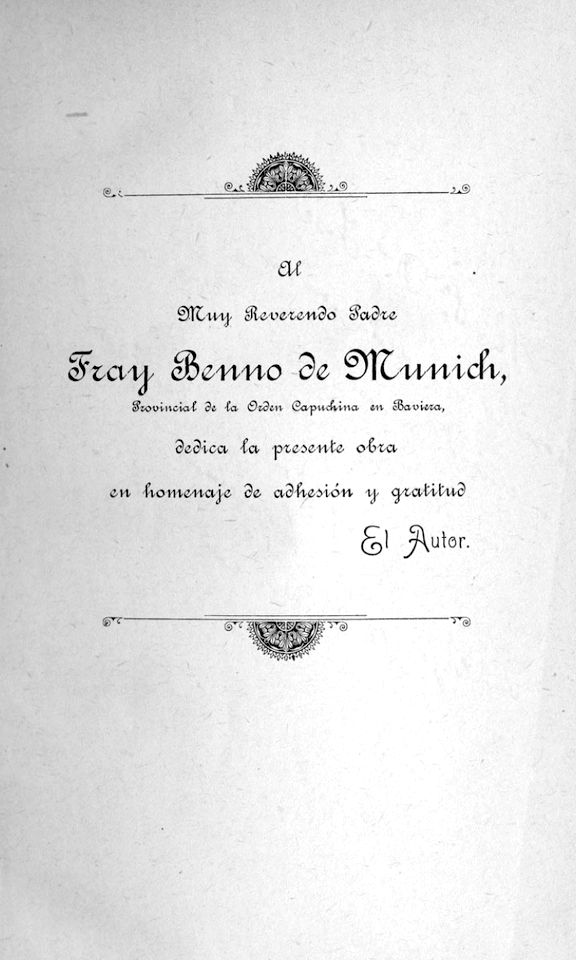 Al
Muy Reverendo Padre
Fray Benno de Munich,
Provincial de la Orden Capuchina en Baviera,
dedica la presente obra
en homenaje de adhesión y gratitud
El Autor.